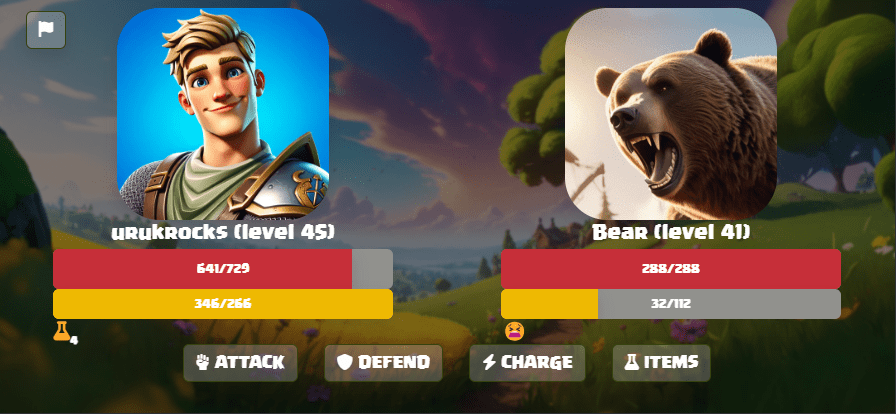 urukrocks (level 45)
Bear (level 41)
641/729
288/288
346/266
32/112
4
ATTACK
DEFEND
CHARGE
ITEMS